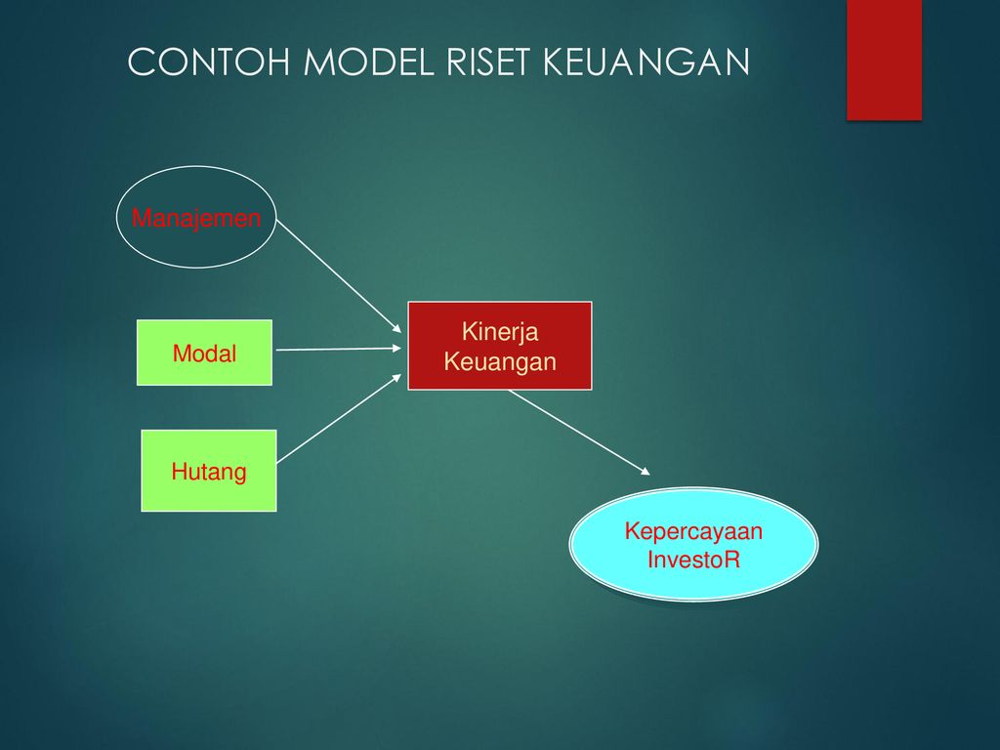 CONTOH MODEL RISET KEUANGAN
Manajemen
Modal
Hutang
Kinerja
Keuangan
Kepercayaan
InvestoR